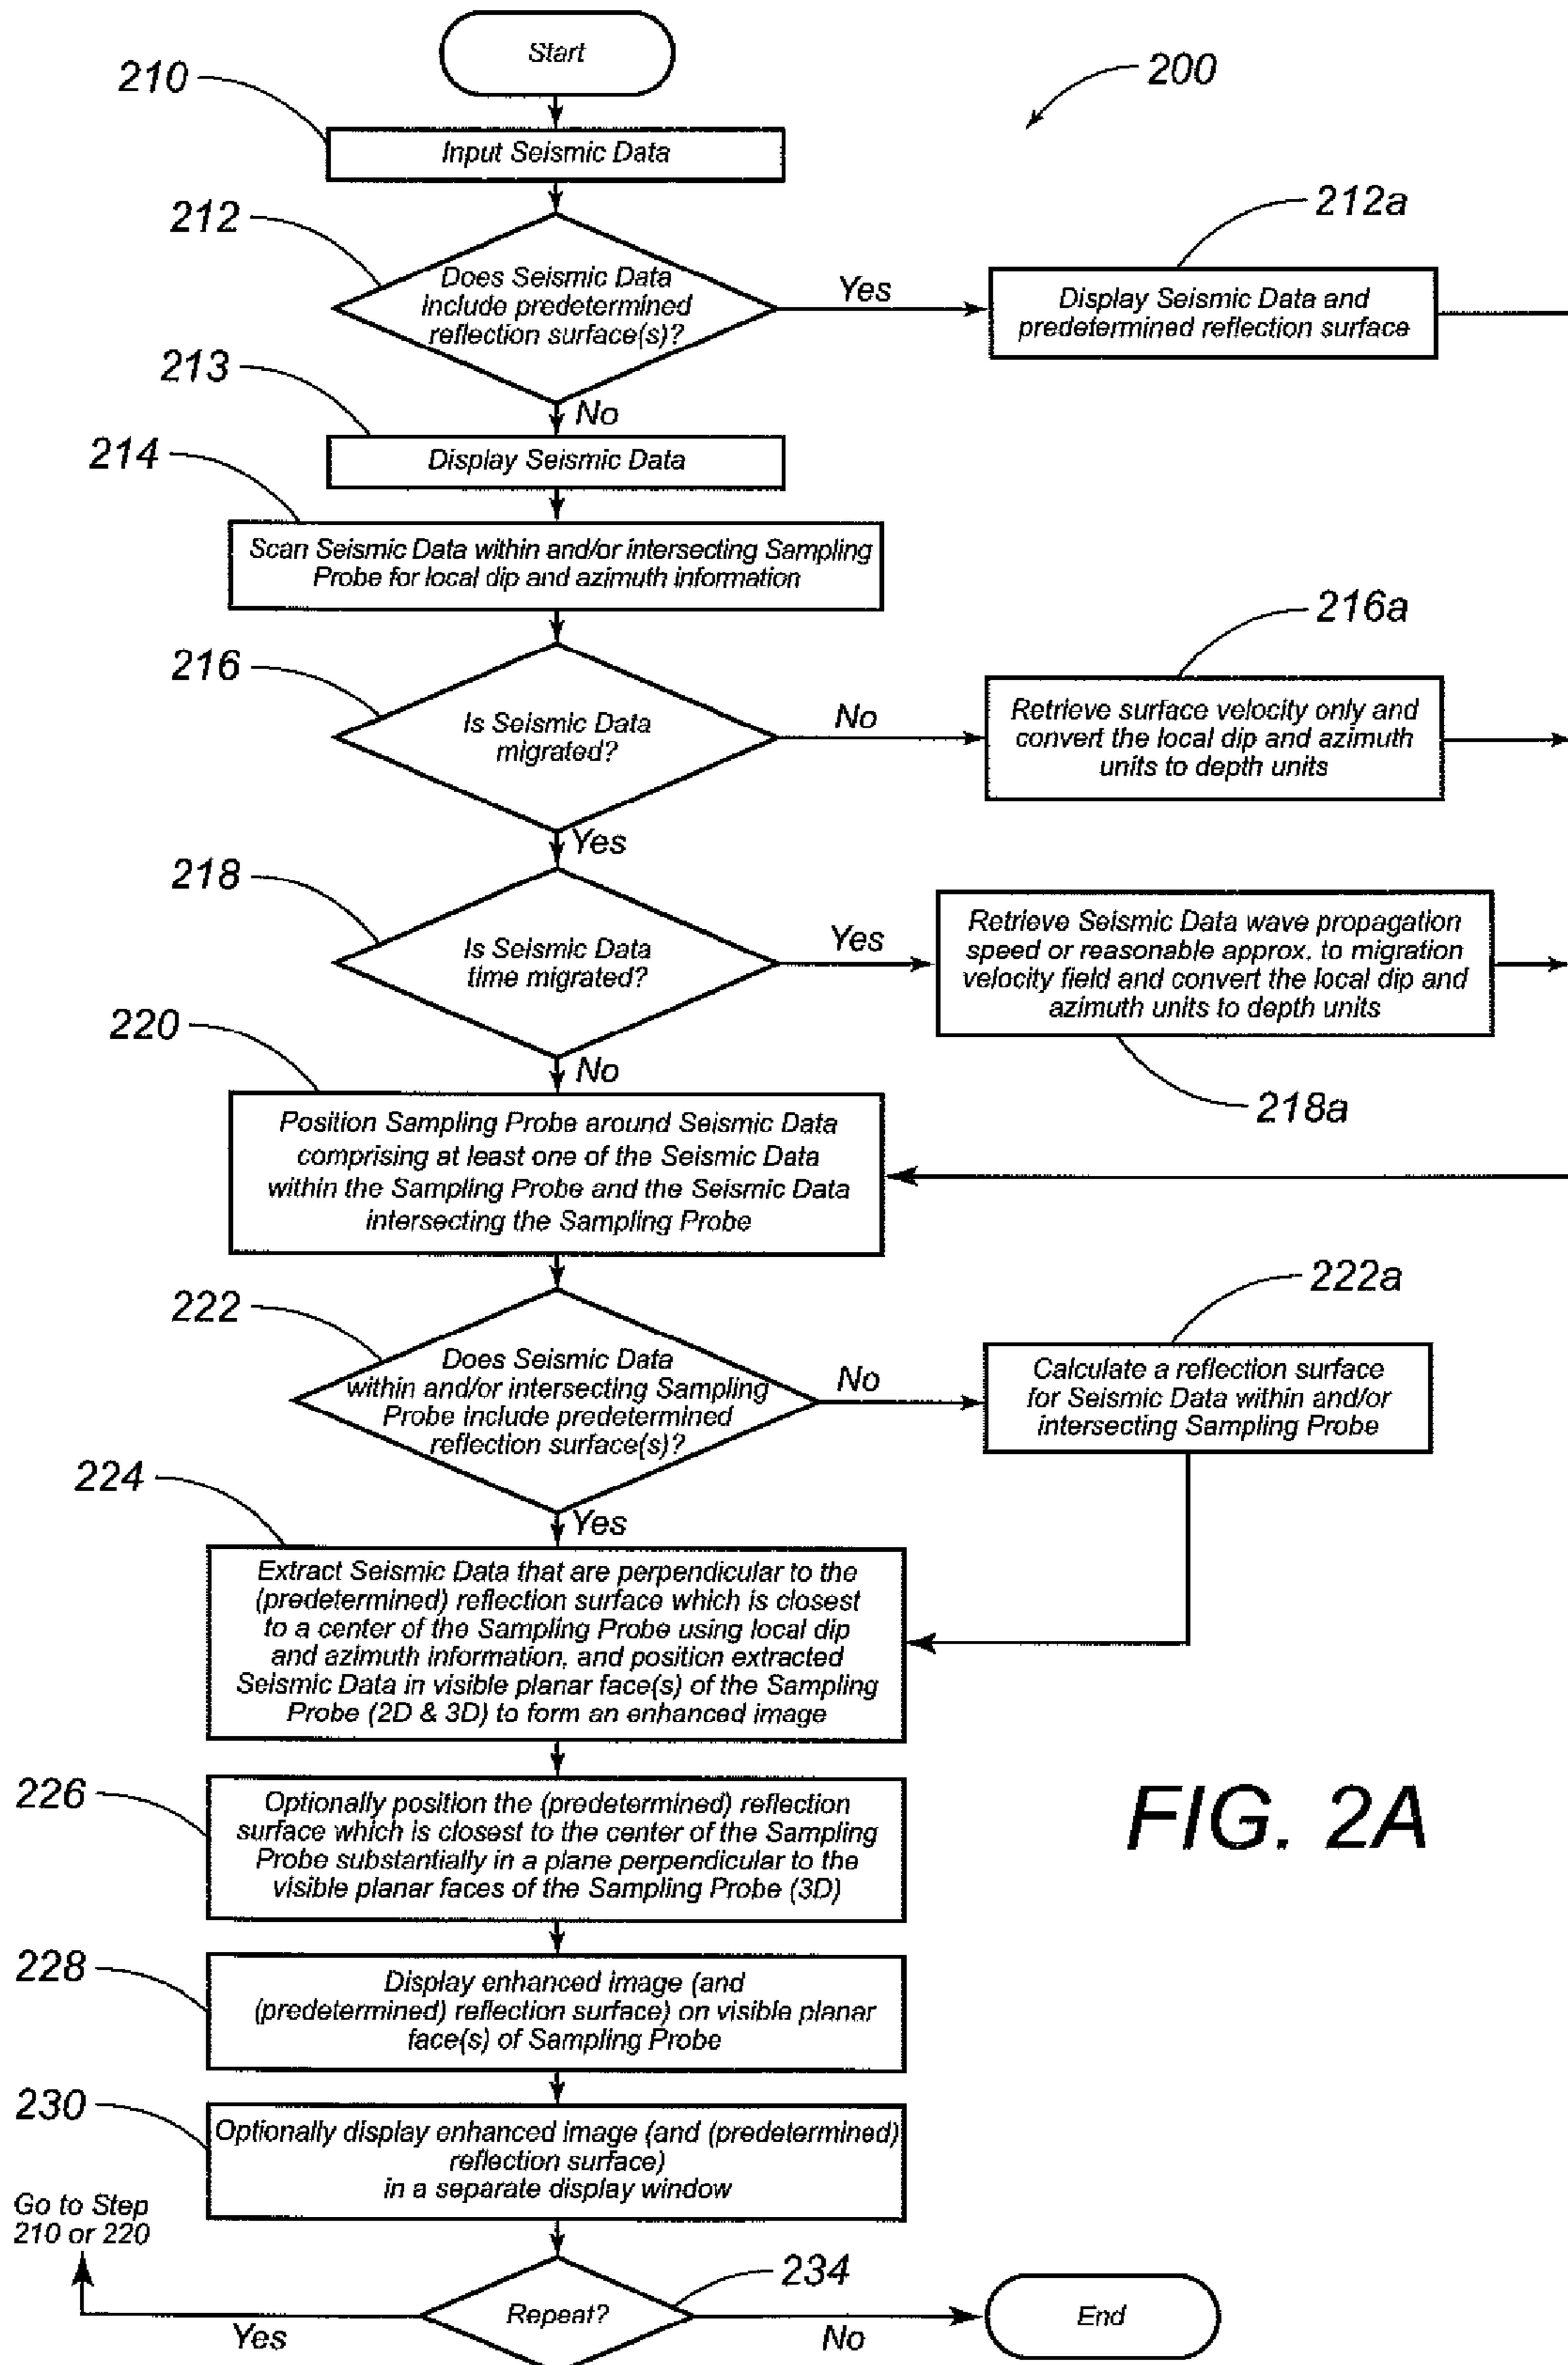 Start
200
210
Input Seismic Data
212
Does Seismic Data
include predetermined
reflection surface(s)?
Yes
212a
Display Seismic Data and
predetermined reflection surface
No
213
Display Seismic Data
214
Scan Seismic Data within and/or intersecting Sampling
Probe for local dip and azimuth information
216
Is Seismic Data
migrated?
No
216a
Retrieve surface velocity only and
convert the local dip and azimuth
units to depth units
Yes
218
Is Seismic Data
time migrated?
Yes
Retrieve Seismic Data wave propagation
speed or reasonable approx. to migration
velocity field and convert the local dip and
azimuth units to depth units
218a
No
220
Position Sampling Probe around Seismic Data
comprising at least one of the Seismic Data
within the Sampling Probe and the Seismic Data
intersecting the Sampling Probe
222
Does Seismic Data
within and/or intersecting Sampling
Probe include predetermined
reflection surface(s)?
No
222a
Calculate a reflection surface
for Seismic Data within and/or
intersecting Sampling Probe
Yes
224
Extract Seismic Data that are perpendicular to the
(predetermined) reflection surface which is closest
to a center of the Sampling Probe using local dip
and azimuth information, and position extracted
Seismic Data in visible planar face(s) of the Sampling
Probe (2D & 3D) to form an enhanced image
226
Optionally position the (predetermined) reflection
surface which is closest to the center of the Sampling
Probe substantially in a plane perpendicular to the
visible planar faces of the Sampling Probe (3D)
FIG. 2A
228
Display enhanced image (and
(predetermined) reflection surface) on visible planar
face(s) of Sampling Probe
230
Optionally display enhanced image (and (predetermined)
reflection surface)
in a separate display window
Go to Step
210 or 220
234
Repeat?
Yes
No
End